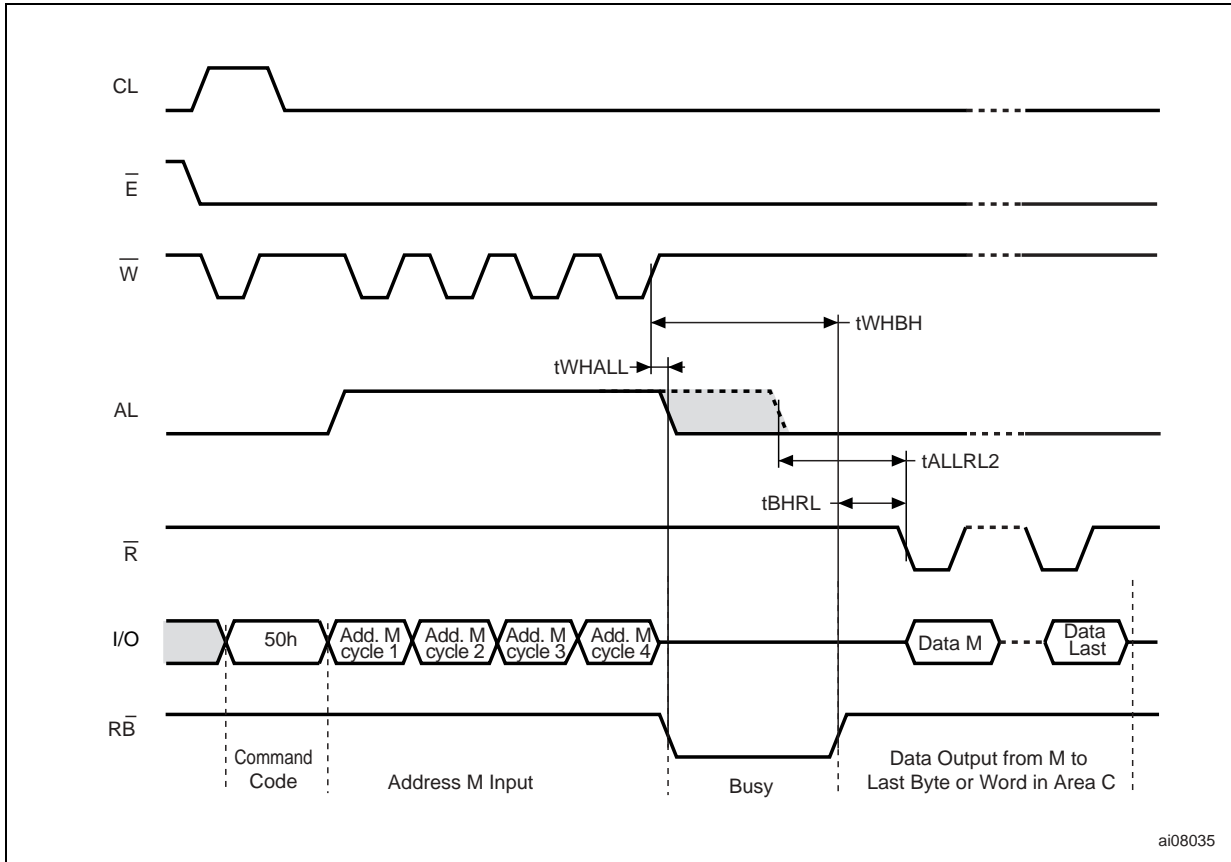 CL
E
W
tWHBH
tWHALL
AL
tALLRL2
tBHRL
R
I/O
50h
Add. M
cycle 1
Add. M
cycle 2
Add. M
cycle 3
Add. M
cycle 4
Data M
Data
Last
RB
Command
Code
Address M Input
Busy
Data Output from M to
Last Byte or Word in Area C
ai08035